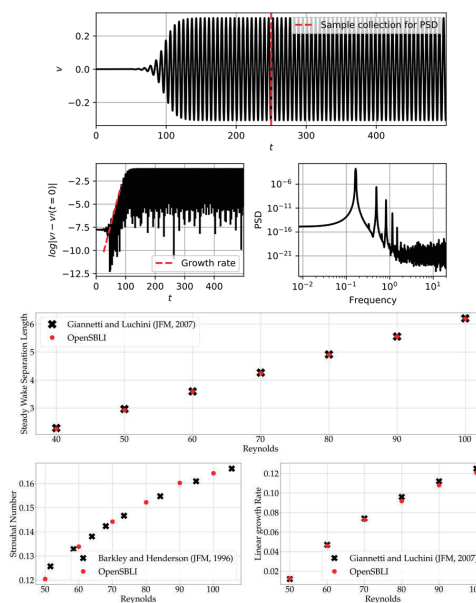 0.2
0.0
−0.2
v
Sample collection for PSD
0 100 200 300 400
t
−2.5
−5.0
−7.5
−10.0
−12.5
log|v − v(t = 0)|
Growth rate
0 200 400
t
10⁻⁶
10⁻¹¹
10⁻¹⁶
10⁻²¹
PSD
10⁻² 10⁻¹ 10⁰ 10¹
Frequency
Steady Wake Separation Length
6
5
4
3
Giannetti and Luchini (JFM, 2007)
OpenSBLI
40 50 60 70 80 90 100
Reynolds
Strouhal Number
0.16
0.15
0.14
0.13
0.12
Barkley and Henderson (JFM, 1996)
OpenSBLI
50 60 70 80 90 100
Reynolds
Linear growth Rate
0.12
0.10
0.08
0.06
0.04
0.02
Giannetti and Luchini (JFM, 2007)
OpenSBLI
50 60 70 80 90 100
Reynolds